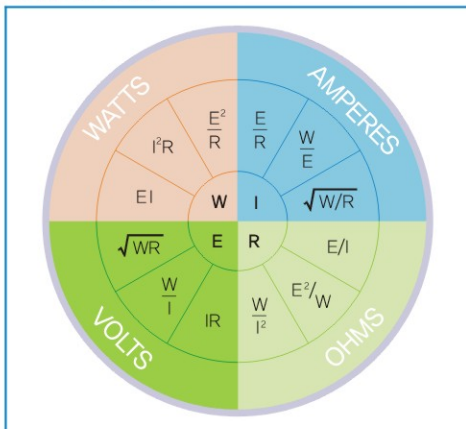 WATTS
EI
I²R
E²/R
W
AMPERES
E/R
W/E
√W/R
I
VOLTS
√WR
W/I
IR
E
OHMS
E/I
E²/W
W/I²
R